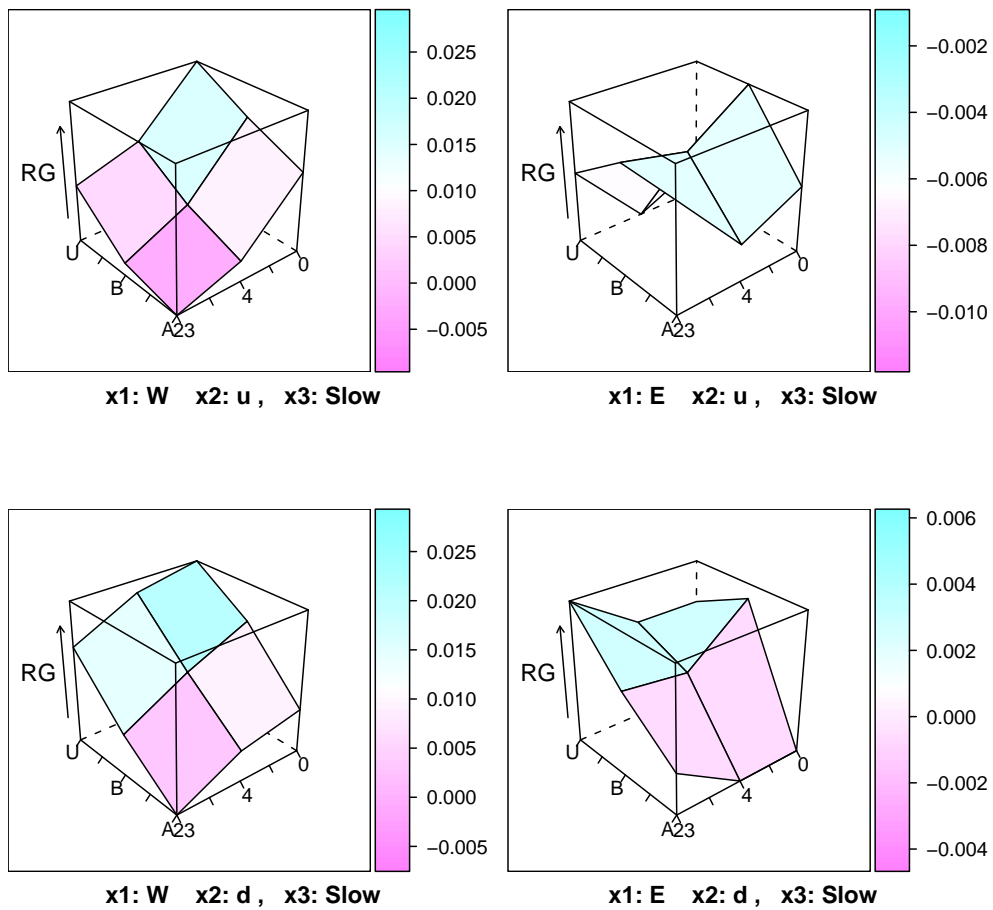 RG
U
B
A23
4
0
0.025
0.020
0.015
0.010
0.005
0.000
−0.005
x1: W x2: u , x3: Slow
RG
U
B
A23
4
0
−0.002
−0.004
−0.006
−0.008
−0.010
x1: E x2: u , x3: Slow
RG
U
B
A23
4
0
0.025
0.020
0.015
0.010
0.005
0.000
−0.005
x1: W x2: d , x3: Slow
RG
U
B
A23
4
0
0.006
0.004
0.002
0.000
−0.002
−0.004
x1: E x2: d , x3: Slow